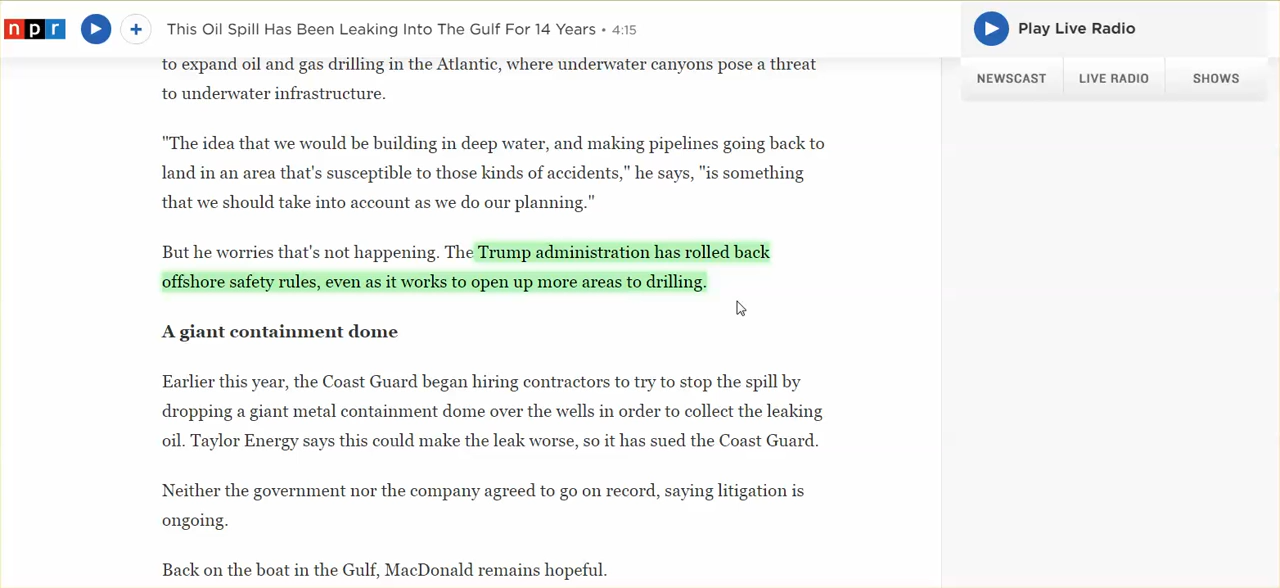 npr This Oil Spill Has Been Leaking Into The Gulf For 14 Years • 4:15
Play Live Radio
NEWSCAST LIVE RADIO SHOWS
to expand oil and gas drilling in the Atlantic, where underwater canyons pose a threat
to underwater infrastructure.
"The idea that we would be building in deep water, and making pipelines going back to
land in an area that's susceptible to those kinds of accidents," he says, "is something
that we should take into account as we do our planning."
But he worries that's not happening. The Trump administration has rolled back
offshore safety rules, even as it works to open up more areas to drilling.
A giant containment dome
Earlier this year, the Coast Guard began hiring contractors to try to stop the spill by
dropping a giant metal containment dome over the wells in order to collect the leaking
oil. Taylor Energy says this could make the leak worse, so it has sued the Coast Guard.
Neither the government nor the company agreed to go on record, saying litigation is
ongoing.
Back on the boat in the Gulf, MacDonald remains hopeful.